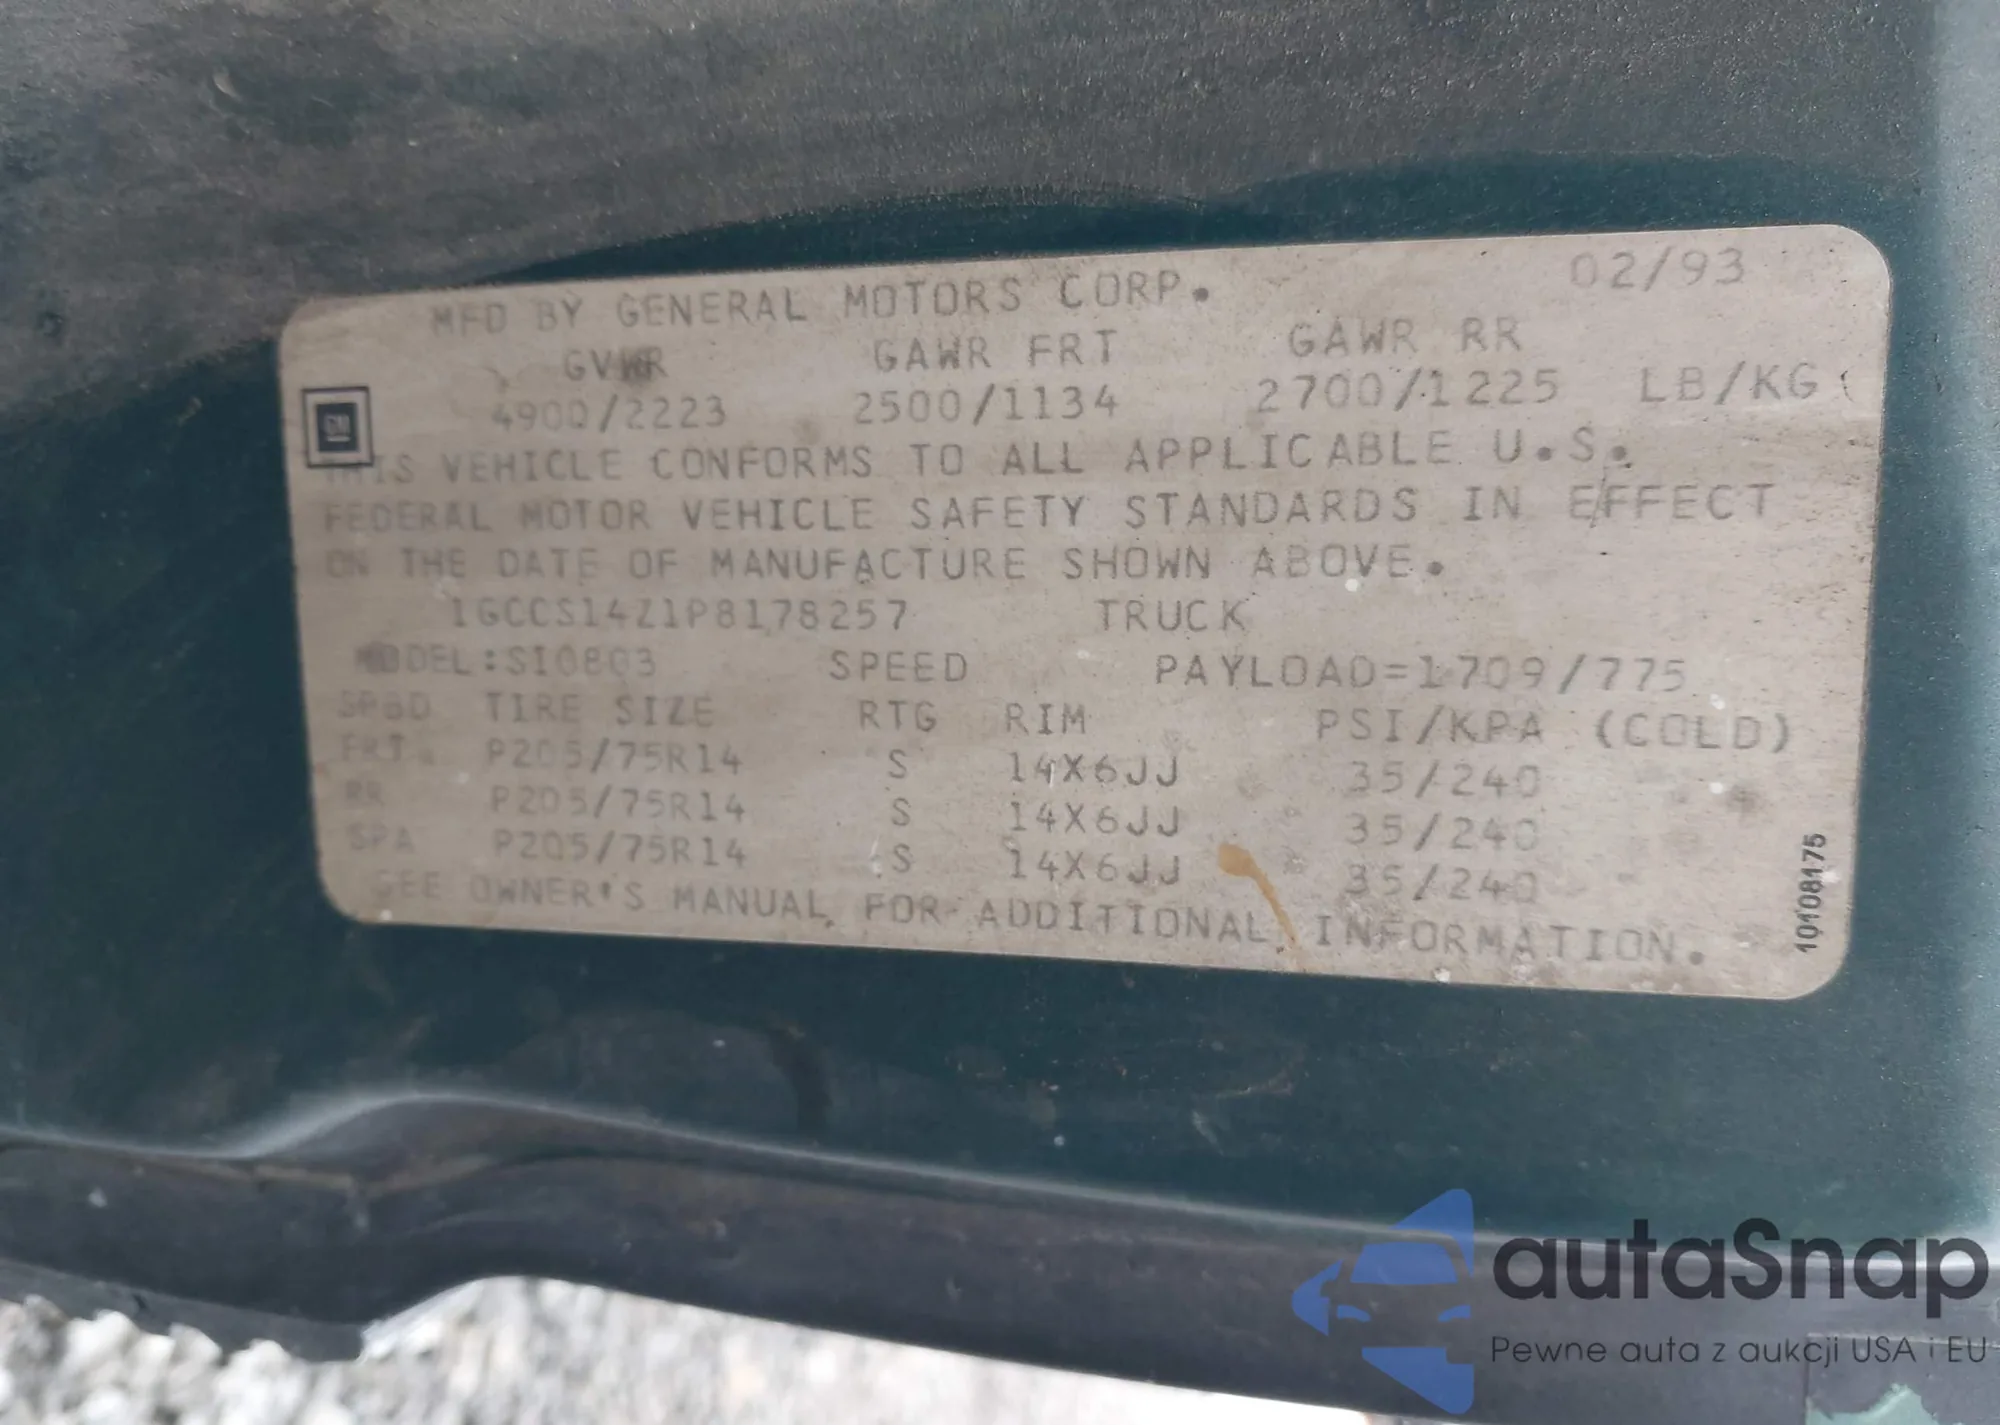 MFD BY GENERAL MOTORS CORP. 02/93
GVWR GAWR FRT GAWR RR
4900/2223 2500/1134 2700/1225 LB/KG
GM
THIS VEHICLE CONFORMS TO ALL APPLICABLE U.S.
FEDERAL MOTOR VEHICLE SAFETY STANDARDS IN EFFECT
ON THE DATE OF MANUFACTURE SHOWN ABOVE.
1GCCS14Z1P8178257 TRUCK
MODEL:S10803 SPEED PAYLOAD=1709/775
TIRE SIZE RTG RIM PSI/KPA (COLD)
FRT P205/75R14 S 14X6JJ 35/240
RR P205/75R14 S 14X6JJ 35/240
SPA P205/75R14 S 14X6JJ 35/240
SEE OWNER'S MANUAL FOR ADDITIONAL INFORMATION.
10108175
autaSnap
Pewne auta z aukcji USA i EU